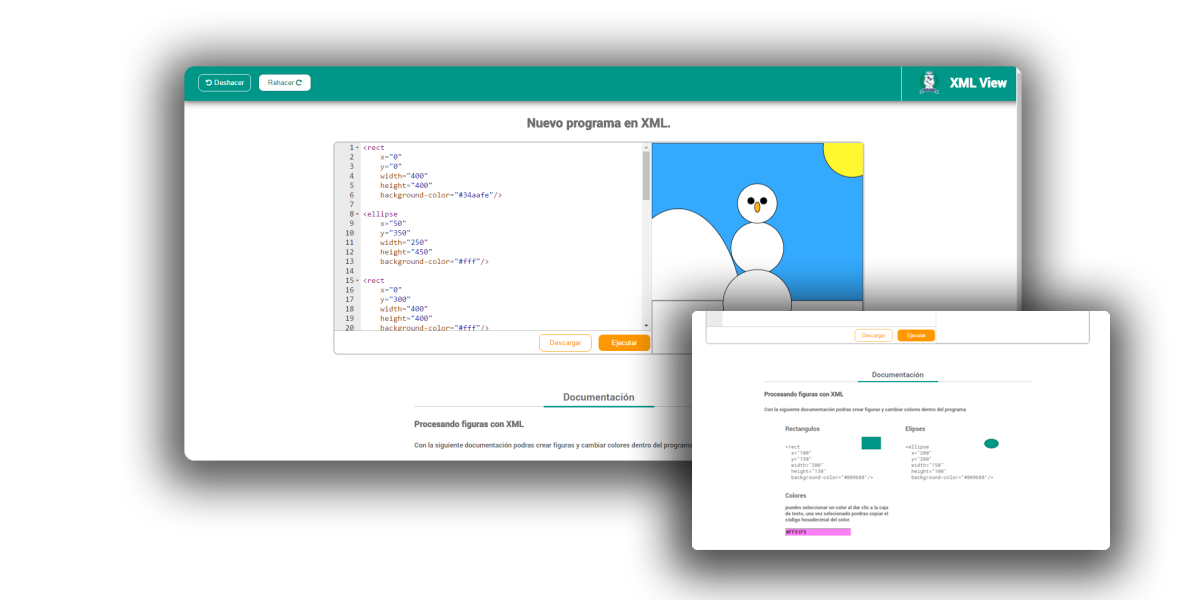 Deshacer
Rehacer
XML View
Nuevo programa en XML.
1 <rect
2 x="0"
3 y="0"
4 width="400"
5 height="400"
6 background-color="#34aafe"/>
7
8 <ellipse
9 x="50"
10 y="350"
11 width="250"
12 height="450"
13 background-color="#fff"/>
14
15 <rect
16 x="0"
17 y="300"
18 width="400"
19 height="400"
20 background-color="#fff"/>
Descargar
Ejecutar
Documentación
Procesando figuras con XML
Con la siguiente documentación podras crear figuras y cambiar colores dentro del programa
Descargar
Ejecutar
Documentación
Procesando figuras con XML
Con la siguiente documentación podras crear figuras y cambiar colores dentro del programa
Rectangulos
<rect
x="100"
y="130"
width="200"
height="130"
background-color="#009688"/>
Elipses
<ellipse
x="200"
y="200"
width="150"
height="100"
background-color="#009688"/>
Colores
puedes seleccionar un color al dar clic a la caja
de texto, una vez selecionado pordras copiar el
código hexadecimal del color.